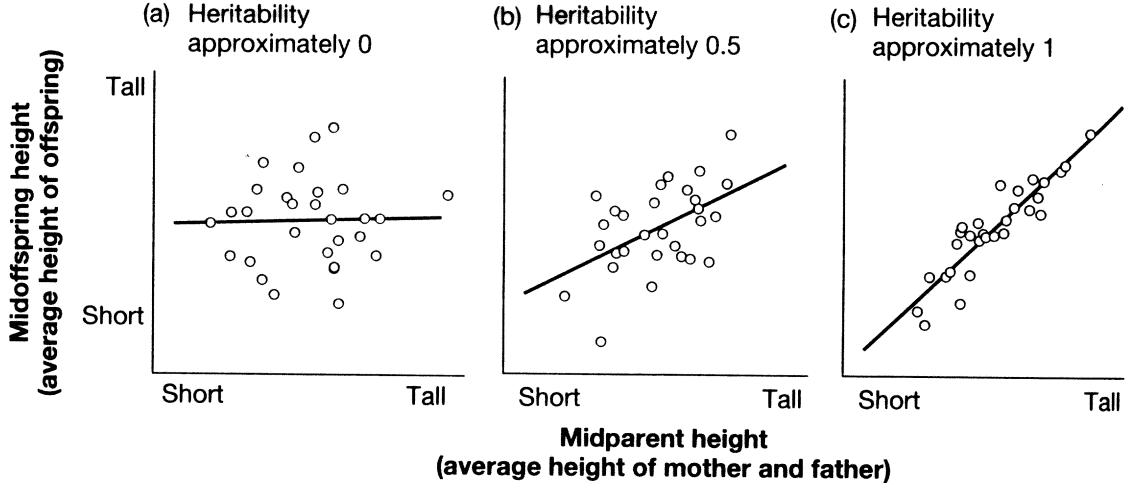 (a) Heritability
approximately 0
(b) Heritability
approximately 0.5
(c) Heritability
approximately 1
Midoffspring height
(average height of offspring)
Tall
Short
Short
Tall
Short
Tall
Short
Tall
Midparent height
(average height of mother and father)